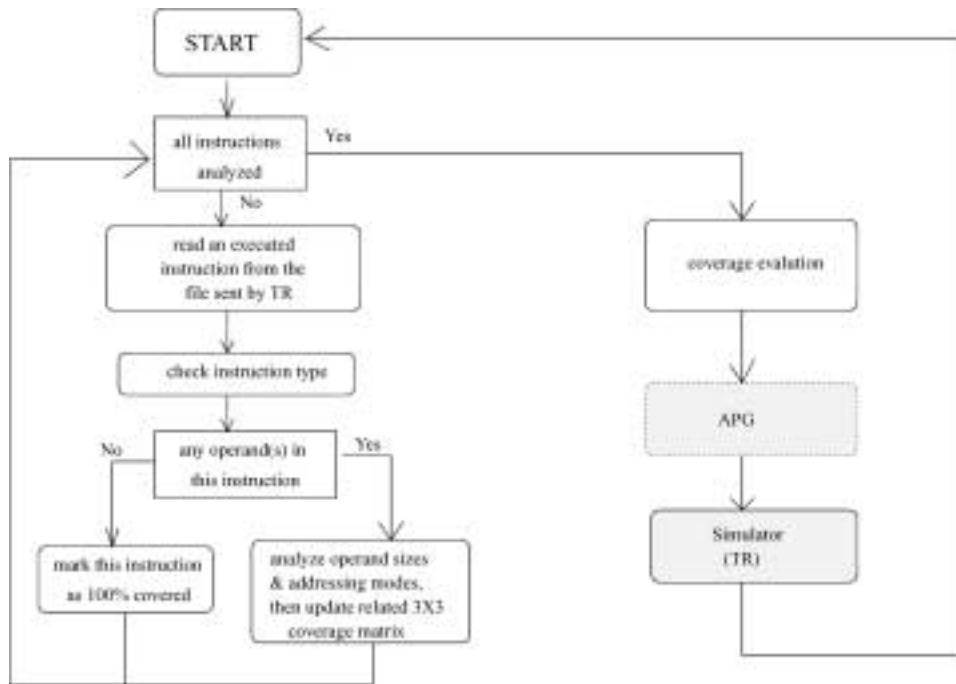 START
all instructions
analyzed
Yes
No
read an executed
instruction from the
file sent by TR
check instruction type
any operand(s) in
this instruction
No
Yes
mark this instruction
as 100% covered
analyze operand sizes
& addressing modes,
then update related 3X3
coverage matrix
coverage evalution
APG
Simulator
(TR)